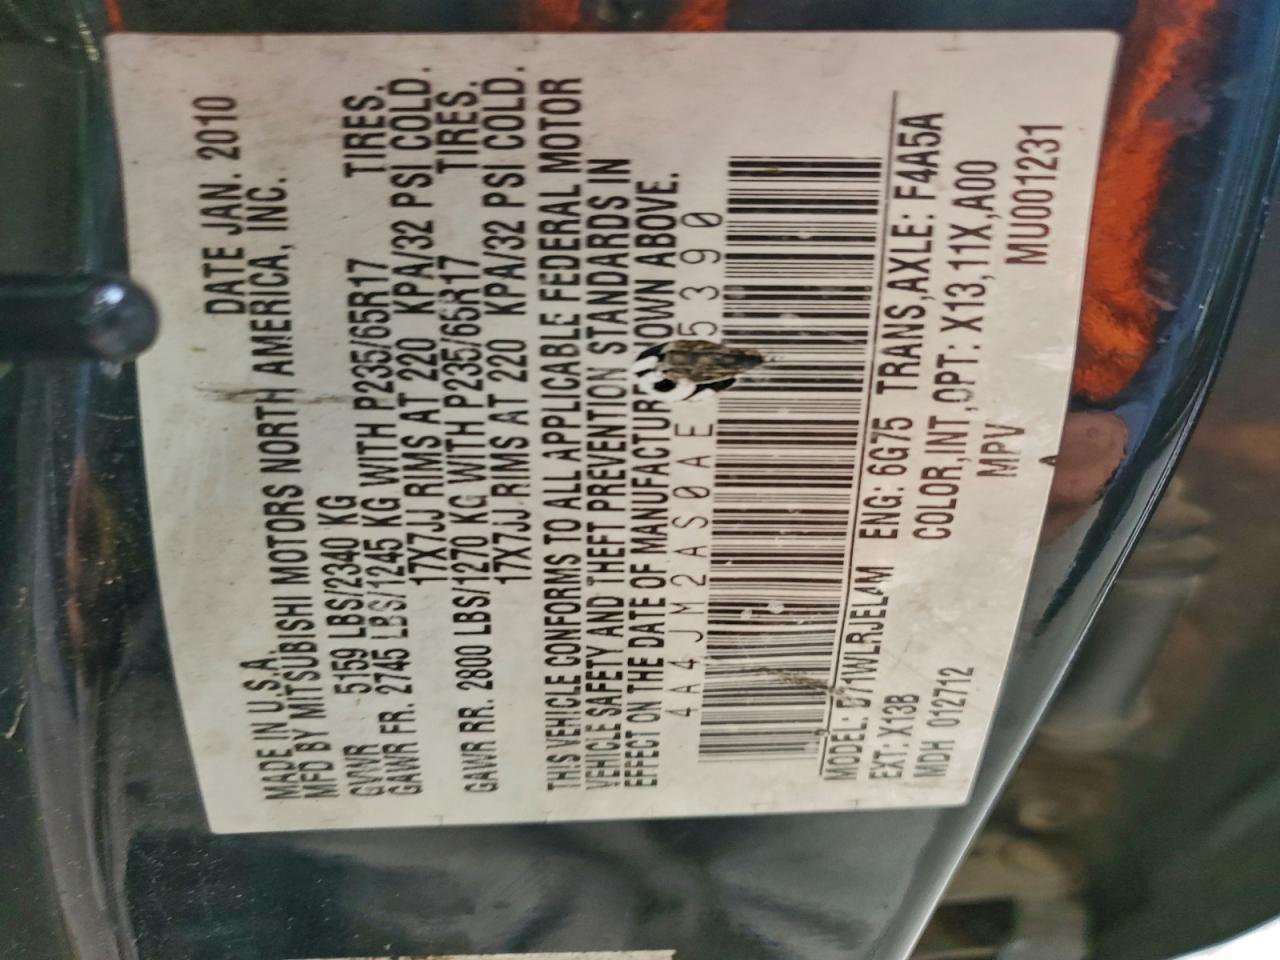 MADE IN U.S.A. DATE JAN. 2010
MFD BY MITSUBISHI MOTORS NORTH AMERICA, INC.
GVWR 5159 LBS/2340 KG
GAWR FR. 2745 LBS/1245 KG WITH P235/65R17 TIRES.
17X7JJ RIMS AT 220 KPA/32 PSI COLD.
GAWR RR. 2800 LBS/1270 KG WITH P235/65R17 TIRES.
17X7JJ RIMS AT 220 KPA/32 PSI COLD.
THIS VEHICLE CONFORMS TO ALL APPLICABLE FEDERAL MOTOR
VEHICLE SAFETY AND THEFT PREVENTION STANDARDS IN
EFFECT ON THE DATE OF MANUFACTURE SHOWN ABOVE.
4A4JM2AS0AE 5390
MODEL: D71WLRJEL4M ENG: 6G75 TRANS,AXLE: F4A5A
EXT: X13B COLOR,INT,OPT: X13,11X,A00
MDH 012712 MPV MU001231